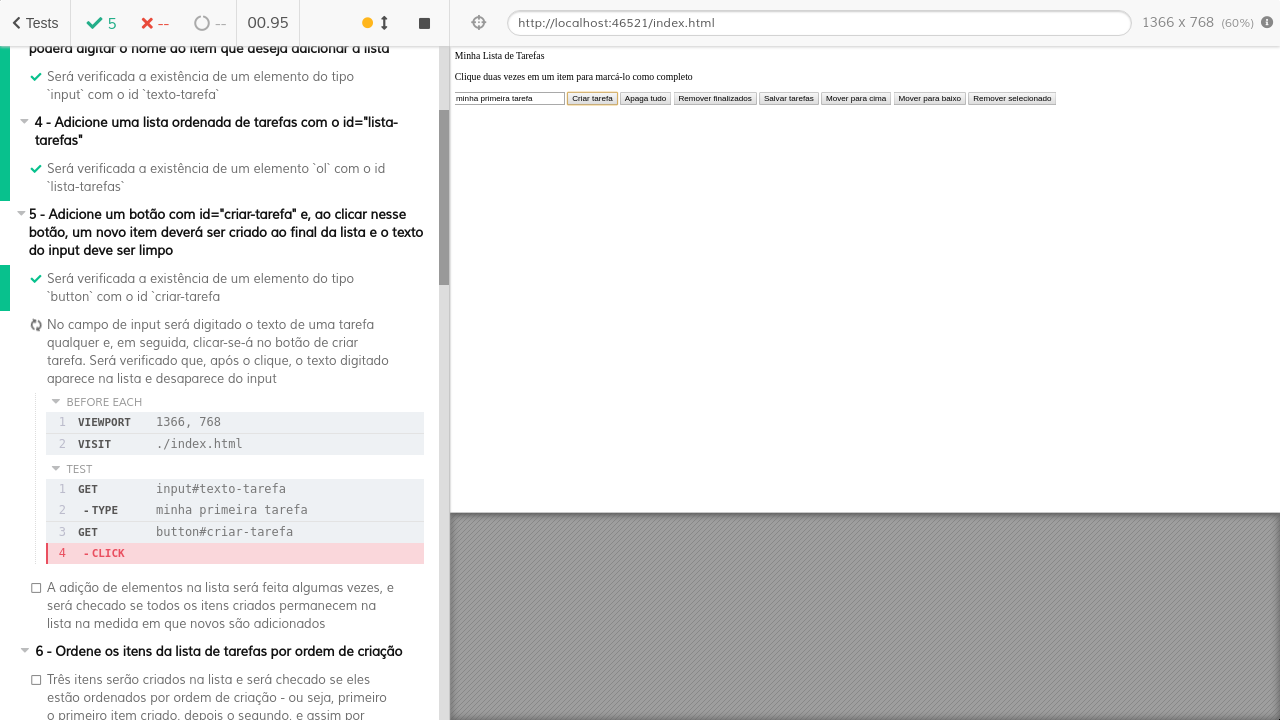 Tests 5 -- -- 00.95
http://localhost:46521/index.html 1366 x 768 (60%)
poderá digitar o nome do item que deseja adicionar à lista
Será verificada a existência de um elemento do tipo
`input` com o id `texto-tarefa`
4 - Adicione uma lista ordenada de tarefas com o id="lista-
tarefas"
Será verificada a existência de um elemento `ol` com o id
`lista-tarefas`
5 - Adicione um botão com id="criar-tarefa" e, ao clicar nesse
botão, um novo item deverá ser criado ao final da lista e o texto
do input deve ser limpo
Será verificada a existência de um elemento do tipo
`button` com o id `criar-tarefa
No campo de input será digitado o texto de uma tarefa
qualquer e, em seguida, clicar-se-á no botão de criar
tarefa. Será verificado que, após o clique, o texto digitado
aparece na lista e desaparece do input
BEFORE EACH
1 VIEWPORT 1366, 768
2 VISIT ./index.html
TEST
1 GET input#texto-tarefa
2 -TYPE minha primeira tarefa
3 GET button#criar-tarefa
4 -CLICK
A adição de elementos na lista será feita algumas vezes, e
será checado se todos os itens criados permanecem na
lista na medida em que novos são adicionados
6 - Ordene os itens da lista de tarefas por ordem de criação
Três itens serão criados na lista e será checado se eles
estão ordenados por ordem de criação - ou seja, primeiro
o primeiro item criado, depois o segundo, e assim por
Minha Lista de Tarefas
Clique duas vezes em um item para marcá-lo como completo
minha primeira tarefa Criar tarefa Apaga tudo Remover finalizados Salvar tarefas Mover para cima Mover para baixo Remover selecionado